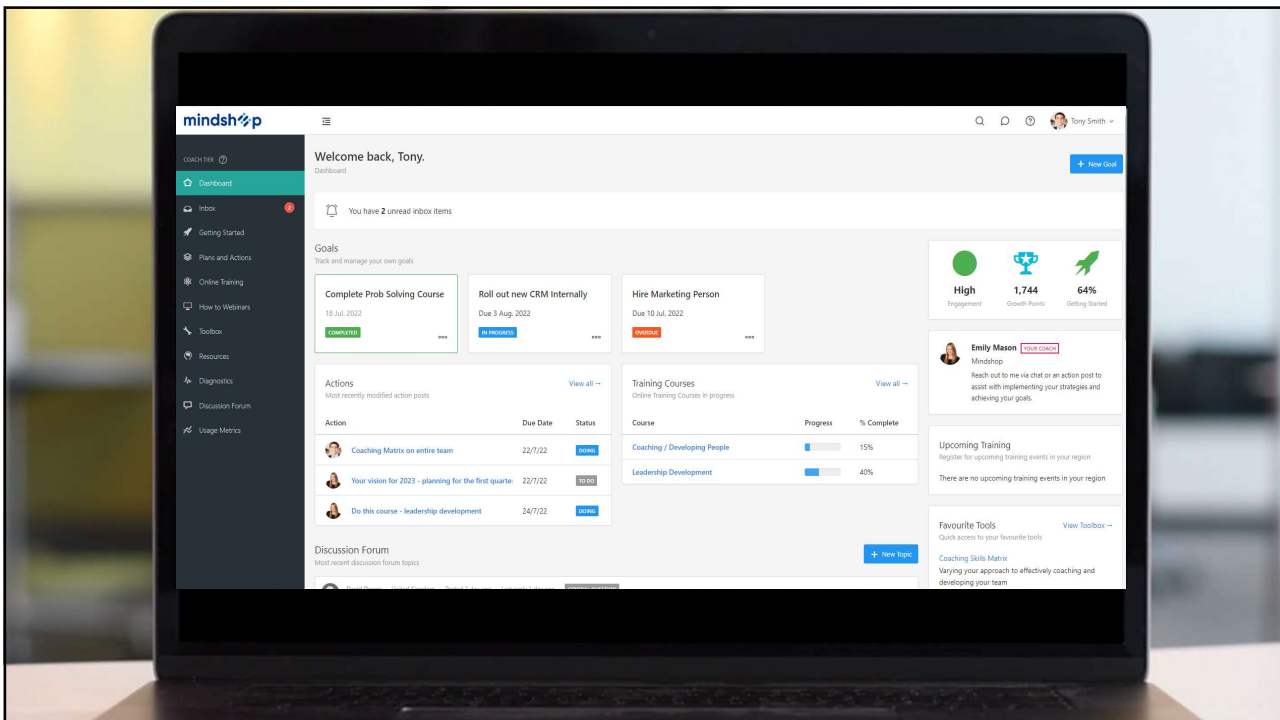 mindshop
Tony Smith
COACH TIER
Dashboard
Inbox 2
Getting Started
Plans and Actions
Online Training
How to Webinars
Toolbox
Resources
Diagnostics
Discussion Forum
Usage Metrics
Welcome back, Tony.
Dashboard
+ New Goal
You have 2 unread inbox items
Goals
Track and manage your own goals
Complete Prob Solving Course
18 Jul. 2022
COMPLETED
Roll out new CRM Internally
Due 3 Aug. 2022
IN PROGRESS
Hire Marketing Person
Due 10 Jul. 2022
OVERDUE
Actions
View all →
Most recently modified action posts
Action Due Date Status
Coaching Matrix on entire team 22/7/22 DOING
Your vision for 2023 - planning for the first quarte 22/7/22 TO DO
Do this course - leadership development 24/7/22 DOING
Training Courses
View all →
Online Training Courses in progress
Course Progress % Complete
Coaching / Developing People 15%
Leadership Development 40%
Discussion Forum
Most recent discussion forum topics
+ New Topic
High 1,744 64%
Engagement Growth Points Getting Started
Emily Mason YOUR COACH
Mindshop
Reach out to me via chat or an action post to
assist with implementing your strategies and
achieving your goals.
Upcoming Training
Register for upcoming training events in your region
There are no upcoming training events in your region
Favourite Tools View Toolbox →
Quick access to your favourite tools
Coaching Skills Matrix
Varying your approach to effectively coaching and
developing your team